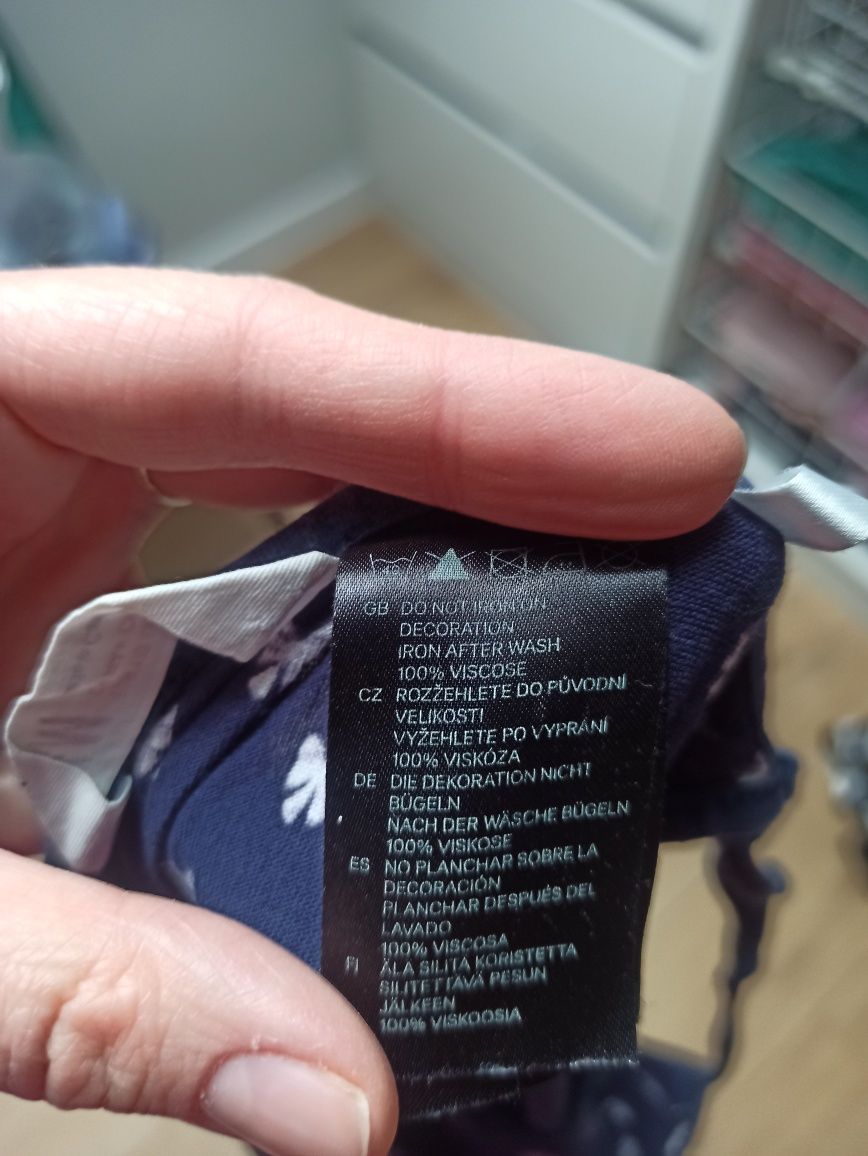 GB DO NOT IRON ON
DECORATION
IRON AFTER WASH
100% VISCOSE
CZ ROZŽEHLETE DO PŮVODNÍ
VELIKOSTI
VYŽEHLETE PO VYPRÁNÍ
100% VISKÓZA
DE DIE DEKORATION NICHT
BÜGELN
NACH DER WÄSCHE BÜGELN
100% VISKOSE
ES NO PLANCHAR SOBRE LA
DECORACIÓN
PLANCHAR DESPUÉS DEL
LAVADO
100% VISCOSA
FI ÄLÄ SILITÄ KORISTETTA
SILITETTÄVÄ PESUN
JÄLKEEN
100% VISKOOSIA